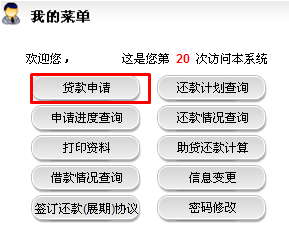 我的菜单
欢迎您， 这是您第 20 次访问本系统
贷款申请 还款计划查询
申请进度查询 还款情况查询
打印资料 助贷还款计算
借款情况查询 信息变更
签订还款(展期)协议 密码修改